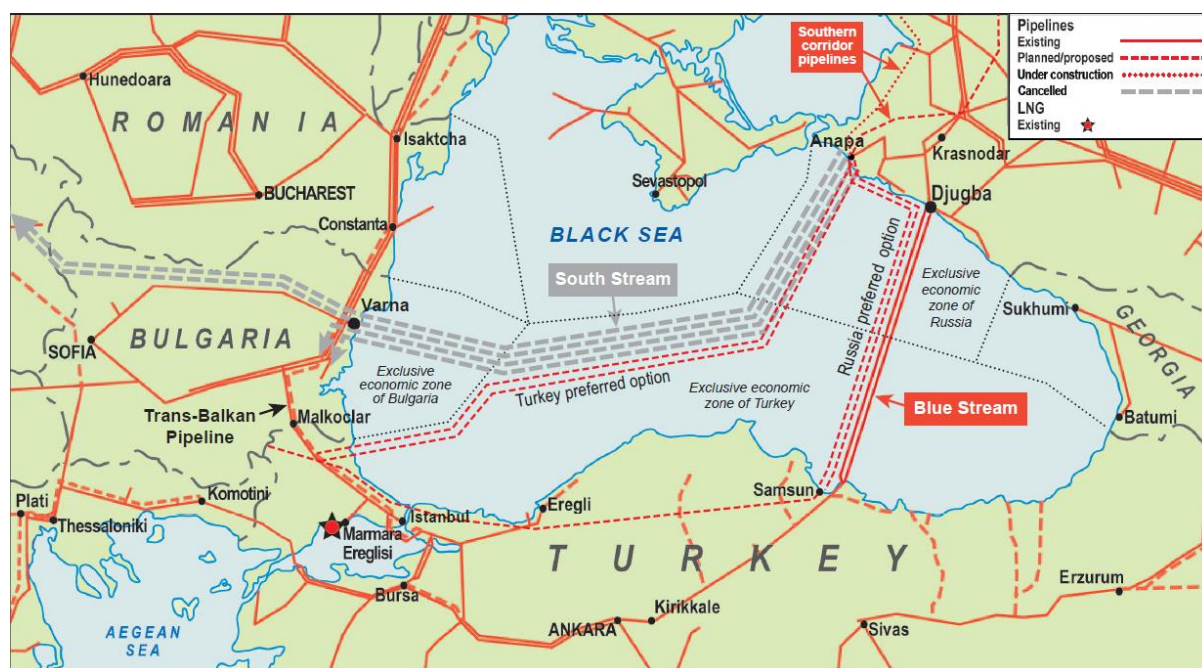 Pipelines
Existing
Planned/proposed
Under construction
Cancelled
LNG
Existing
Southern
corridor
pipelines
Hunedoara
ROMANIA
Isaktcha
BUCHAREST
Constanta
Anapa
Krasnodar
Sevastopol
Djugba
BLACK SEA
South Stream
Varna
BULGARIA
SOFIA
Exclusive
economic zone
of Bulgaria
Turkey preferred option
Exclusive economic
zone of Turkey
Russia preferred option
Exclusive
economic
zone of
Russia
Sukhumi
GEORGIA
Batumi
Blue Stream
Trans-Balkan
Pipeline
Malkoclar
Plati
Komotini
Thessaloniki
Istanbul
Marmara
Ereglisi
Eregli
Samsun
TURKEY
Bursa
ANKARA
Kirikkale
Sivas
Erzurum
AEGEAN
SEA